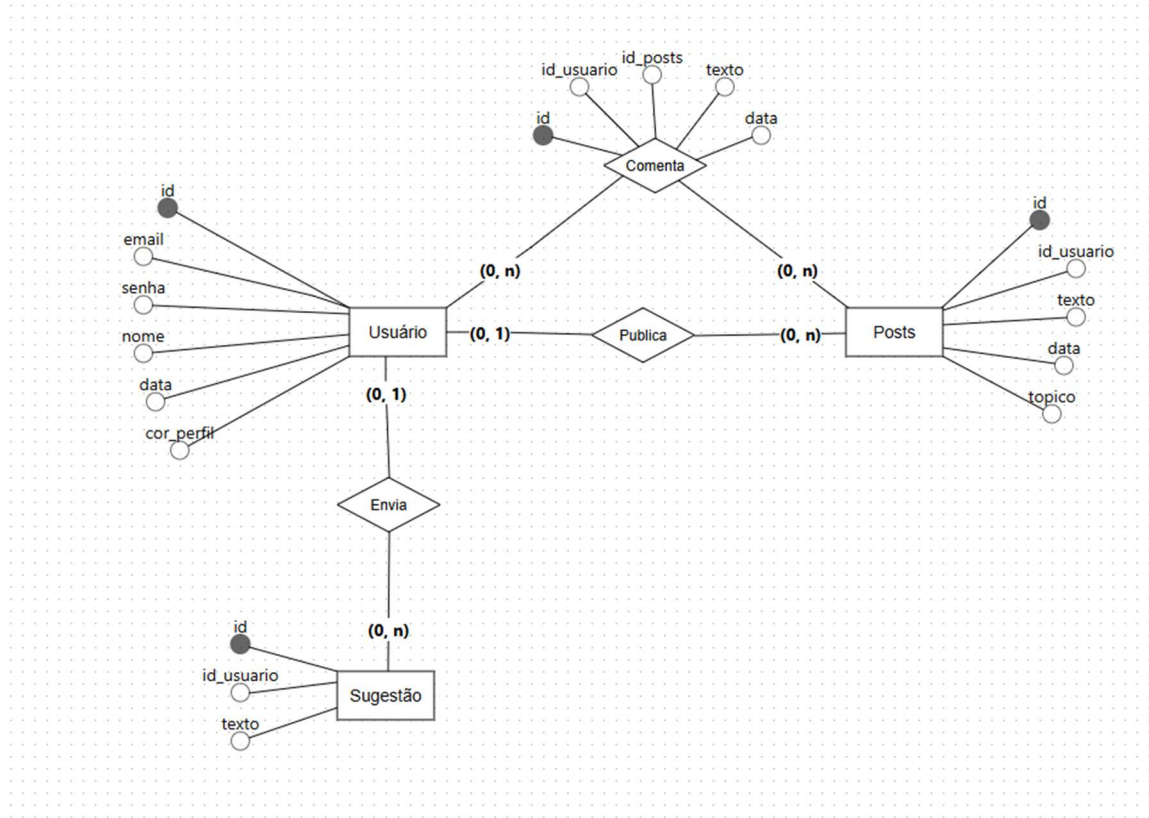 id_posts
id_usuario
texto
id
data
Comenta
id
email
senha
nome
data
cor_perfil
(0, n)
(0, n)
id
id_usuario
texto
data
topico
Usuário
(0, 1)
Publica
(0, n)
Posts
(0, 1)
Envia
(0, n)
id
id_usuario
texto
Sugestão